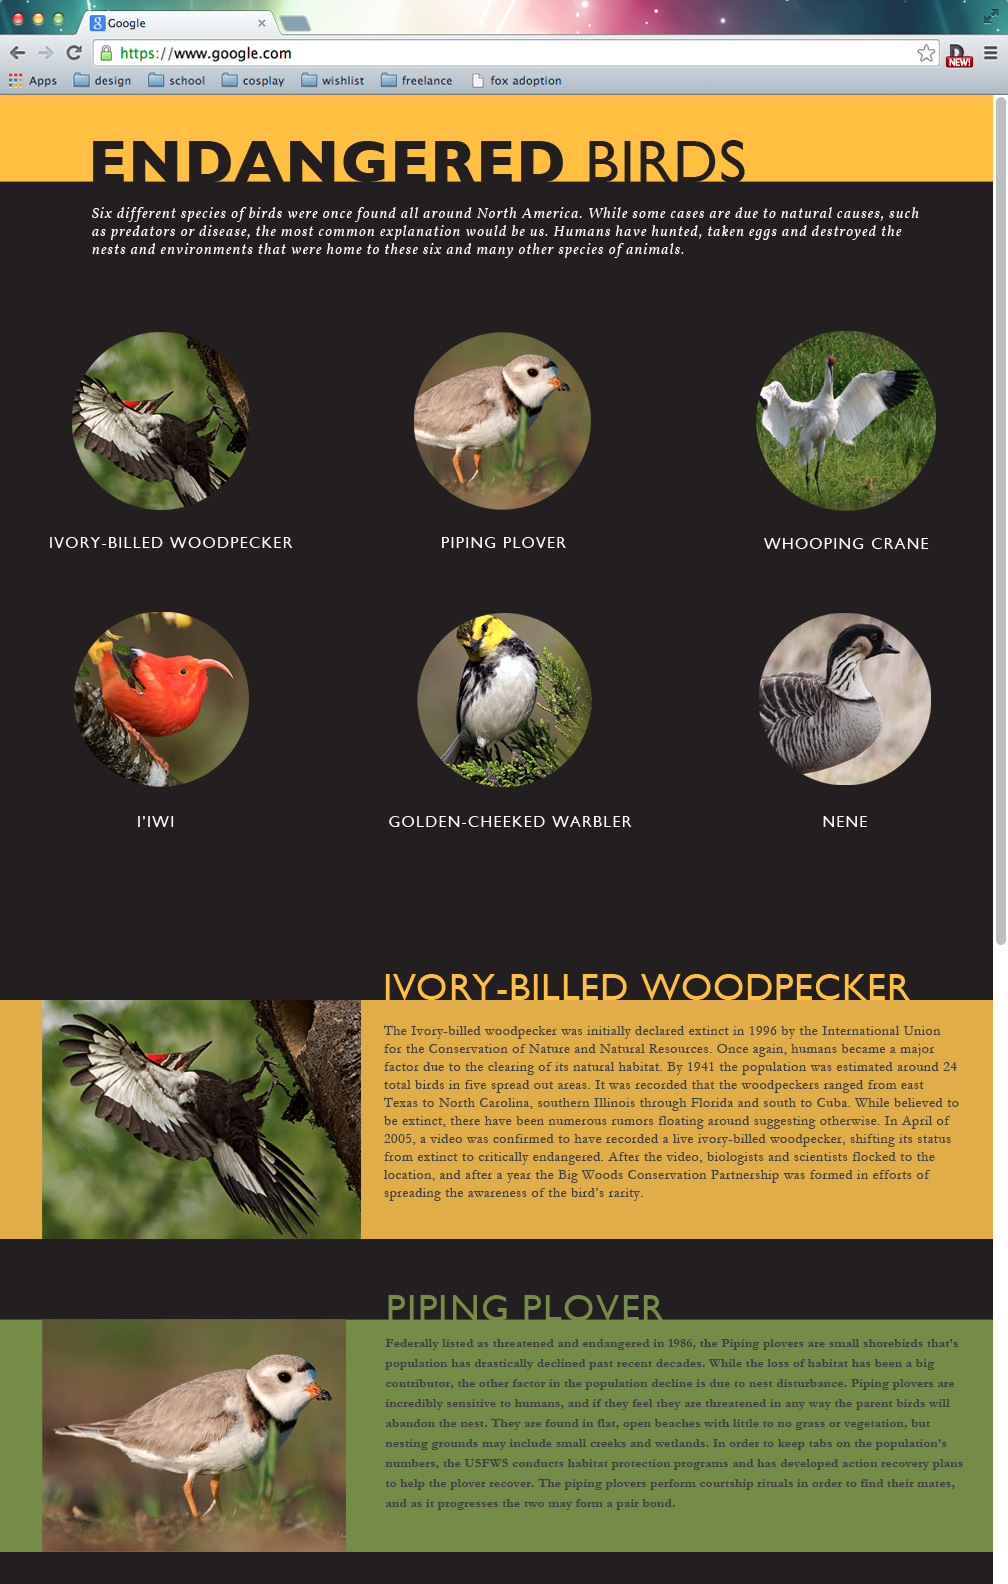 Google
https://www.google.com
NEW!
Apps design school cosplay wishlist freelance fox adoption
ENDANGERED BIRDS
Six different species of birds were once found all around North America. While some cases are due to natural causes, such
as predators or disease, the most common explanation would be us. Humans have hunted, taken eggs and destroyed the
nests and environments that were home to these six and many other species of animals.
IVORY-BILLED WOODPECKER
PIPING PLOVER
WHOOPING CRANE
I'IWI
GOLDEN-CHEEKED WARBLER
NENE
IVORY-BILLED WOODPECKER
The Ivory-billed woodpecker was initially declared extinct in 1996 by the International Union
for the Conservation of Nature and Natural Resources. Once again, humans became a major
factor due to the clearing of its natural habitat. By 1941 the population was estimated around 24
total birds in five spread out areas. It was recorded that the woodpeckers ranged from east
Texas to North Carolina, southern Illinois through Florida and south to Cuba. While believed to
be extinct, there have been numerous rumors floating around suggesting otherwise. In April of
2005, a video was confirmed to have recorded a live ivory-billed woodpecker, shifting its status
from extinct to critically endangered. After the video, biologists and scientists flocked to the
location, and after a year the Big Woods Conservation Partnership was formed in efforts of
spreading the awareness of the bird's rarity.
PIPING PLOVER
Federally listed as threatened and endangered in 1986, the Piping plovers are small shorebirds that's
population has drastically declined past recent decades. While the loss of habitat has been a big
contributor, the other factor in the population decline is due to nest disturbance. Piping plovers are
incredibly sensitive to humans, and if they feel they are threatened in any way the parent birds will
abandon the nest. They are found in flat, open beaches with little to no grass or vegetation, but
nesting grounds may include small creeks and wetlands. In order to keep tabs on the population's
numbers, the USFWS conducts habitat protection programs and has developed action recovery plans
to help the plover recover. The piping plovers perform courtship rituals in order to find their mates,
and as it progresses the two may form a pair bond.